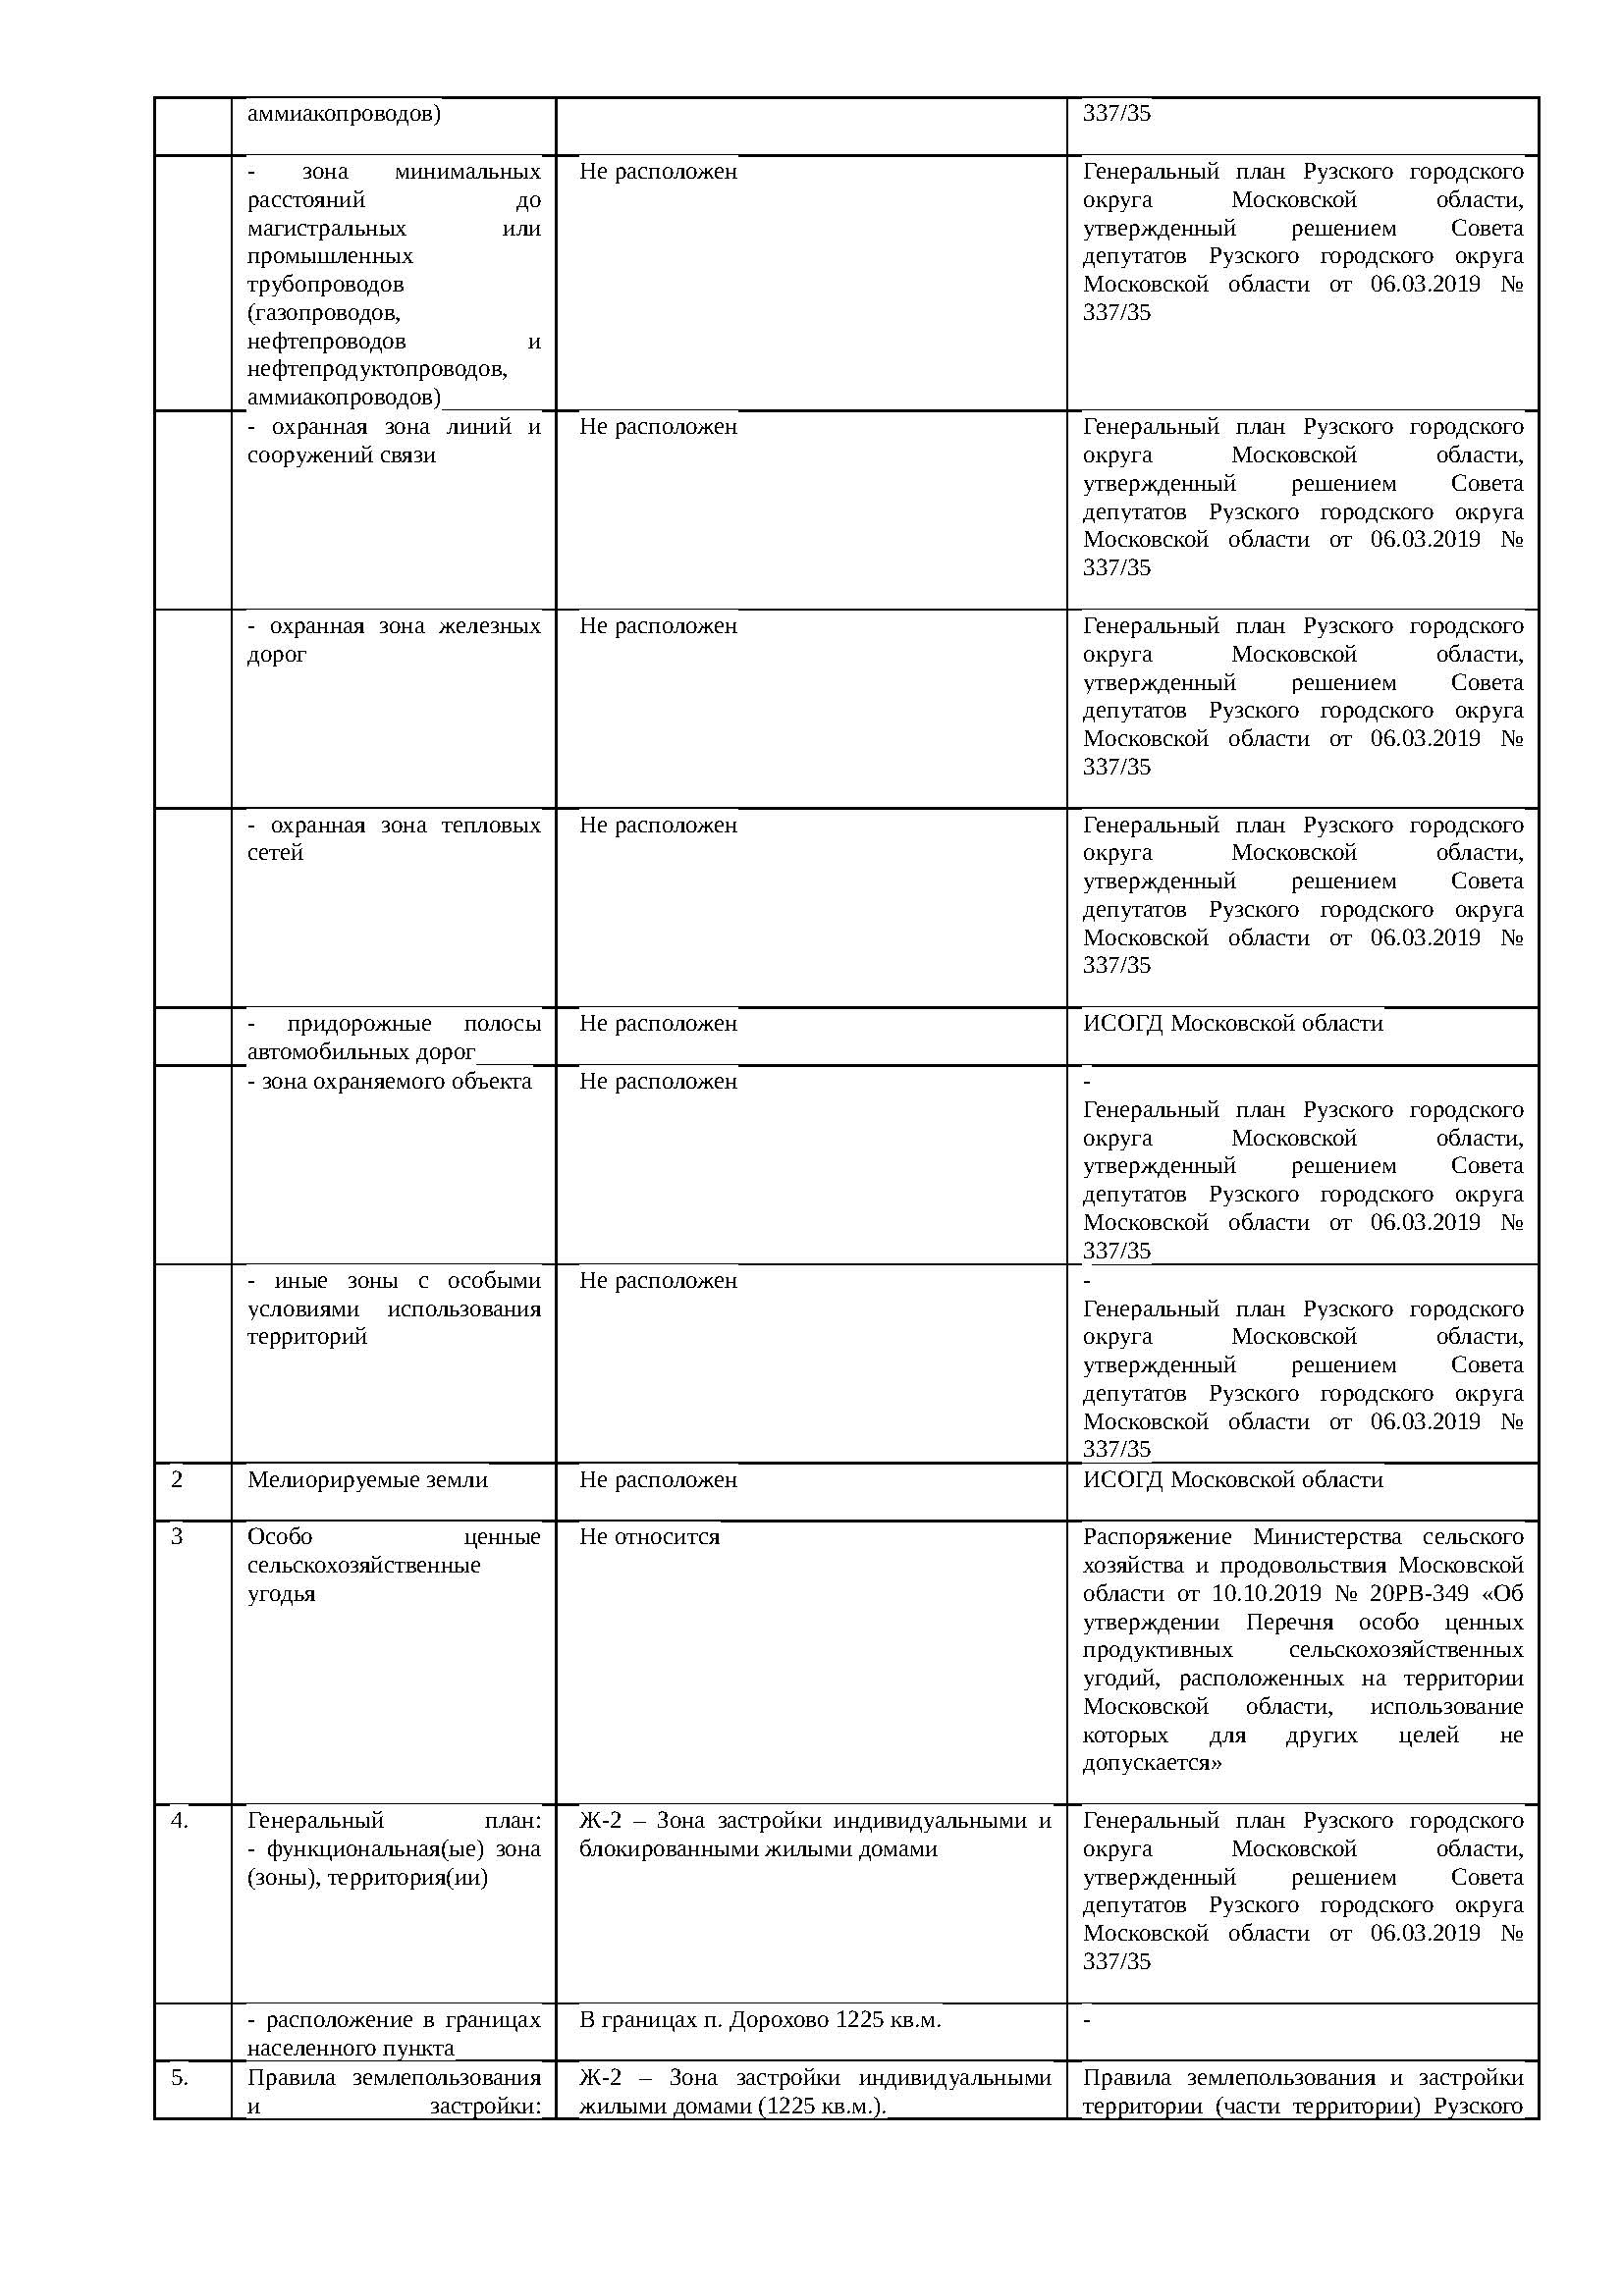 аммиакопроводов)
337/35
- зона минимальных
расстояний до
магистральных или
промышленных
трубопроводов
(газопроводов,
нефтепроводов и
нефтепродуктопроводов,
аммиакопроводов)
Не расположен
Генеральный план Рузского городского
округа Московской области,
утвержденный решением Совета
депутатов Рузского городского округа
Московской области от 06.03.2019 №
337/35
- охранная зона линий и
сооружений связи
Не расположен
Генеральный план Рузского городского
округа Московской области,
утвержденный решением Совета
депутатов Рузского городского округа
Московской области от 06.03.2019 №
337/35
- охранная зона железных
дорог
Не расположен
Генеральный план Рузского городского
округа Московской области,
утвержденный решением Совета
депутатов Рузского городского округа
Московской области от 06.03.2019 №
337/35
- охранная зона тепловых
сетей
Не расположен
Генеральный план Рузского городского
округа Московской области,
утвержденный решением Совета
депутатов Рузского городского округа
Московской области от 06.03.2019 №
337/35
- придорожные полосы
автомобильных дорог
Не расположен
ИСОГД Московской области
- зона охраняемого объекта
Не расположен
-
Генеральный план Рузского городского
округа Московской области,
утвержденный решением Совета
депутатов Рузского городского округа
Московской области от 06.03.2019 №
337/35
- иные зоны с особыми
условиями использования
территорий
Не расположен
-
Генеральный план Рузского городского
округа Московской области,
утвержденный решением Совета
депутатов Рузского городского округа
Московской области от 06.03.2019 №
337/35
2
Мелиорируемые земли
Не расположен
ИСОГД Московской области
3
Особо ценные
сельскохозяйственные
угодья
Не относится
Распоряжение Министерства сельского
хозяйства и продовольствия Московской
области от 10.10.2019 № 20РВ-349 «Об
утверждении Перечня особо ценных
продуктивных сельскохозяйственных
угодий, расположенных на территории
Московской области, использование
которых для других целей не
допускается»
4.
Генеральный план:
- функциональная(ые) зона
(зоны), территория(ии)
Ж-2 – Зона застройки индивидуальными и
блокированными жилыми домами
Генеральный план Рузского городского
округа Московской области,
утвержденный решением Совета
депутатов Рузского городского округа
Московской области от 06.03.2019 №
337/35
- расположение в границах
населенного пункта
В границах п. Дорохово 1225 кв.м.
-
5.
Правила землепользования
и застройки:
Ж-2 – Зона застройки индивидуальными
жилыми домами (1225 кв.м.).
Правила землепользования и застройки
территории (части территории) Рузского